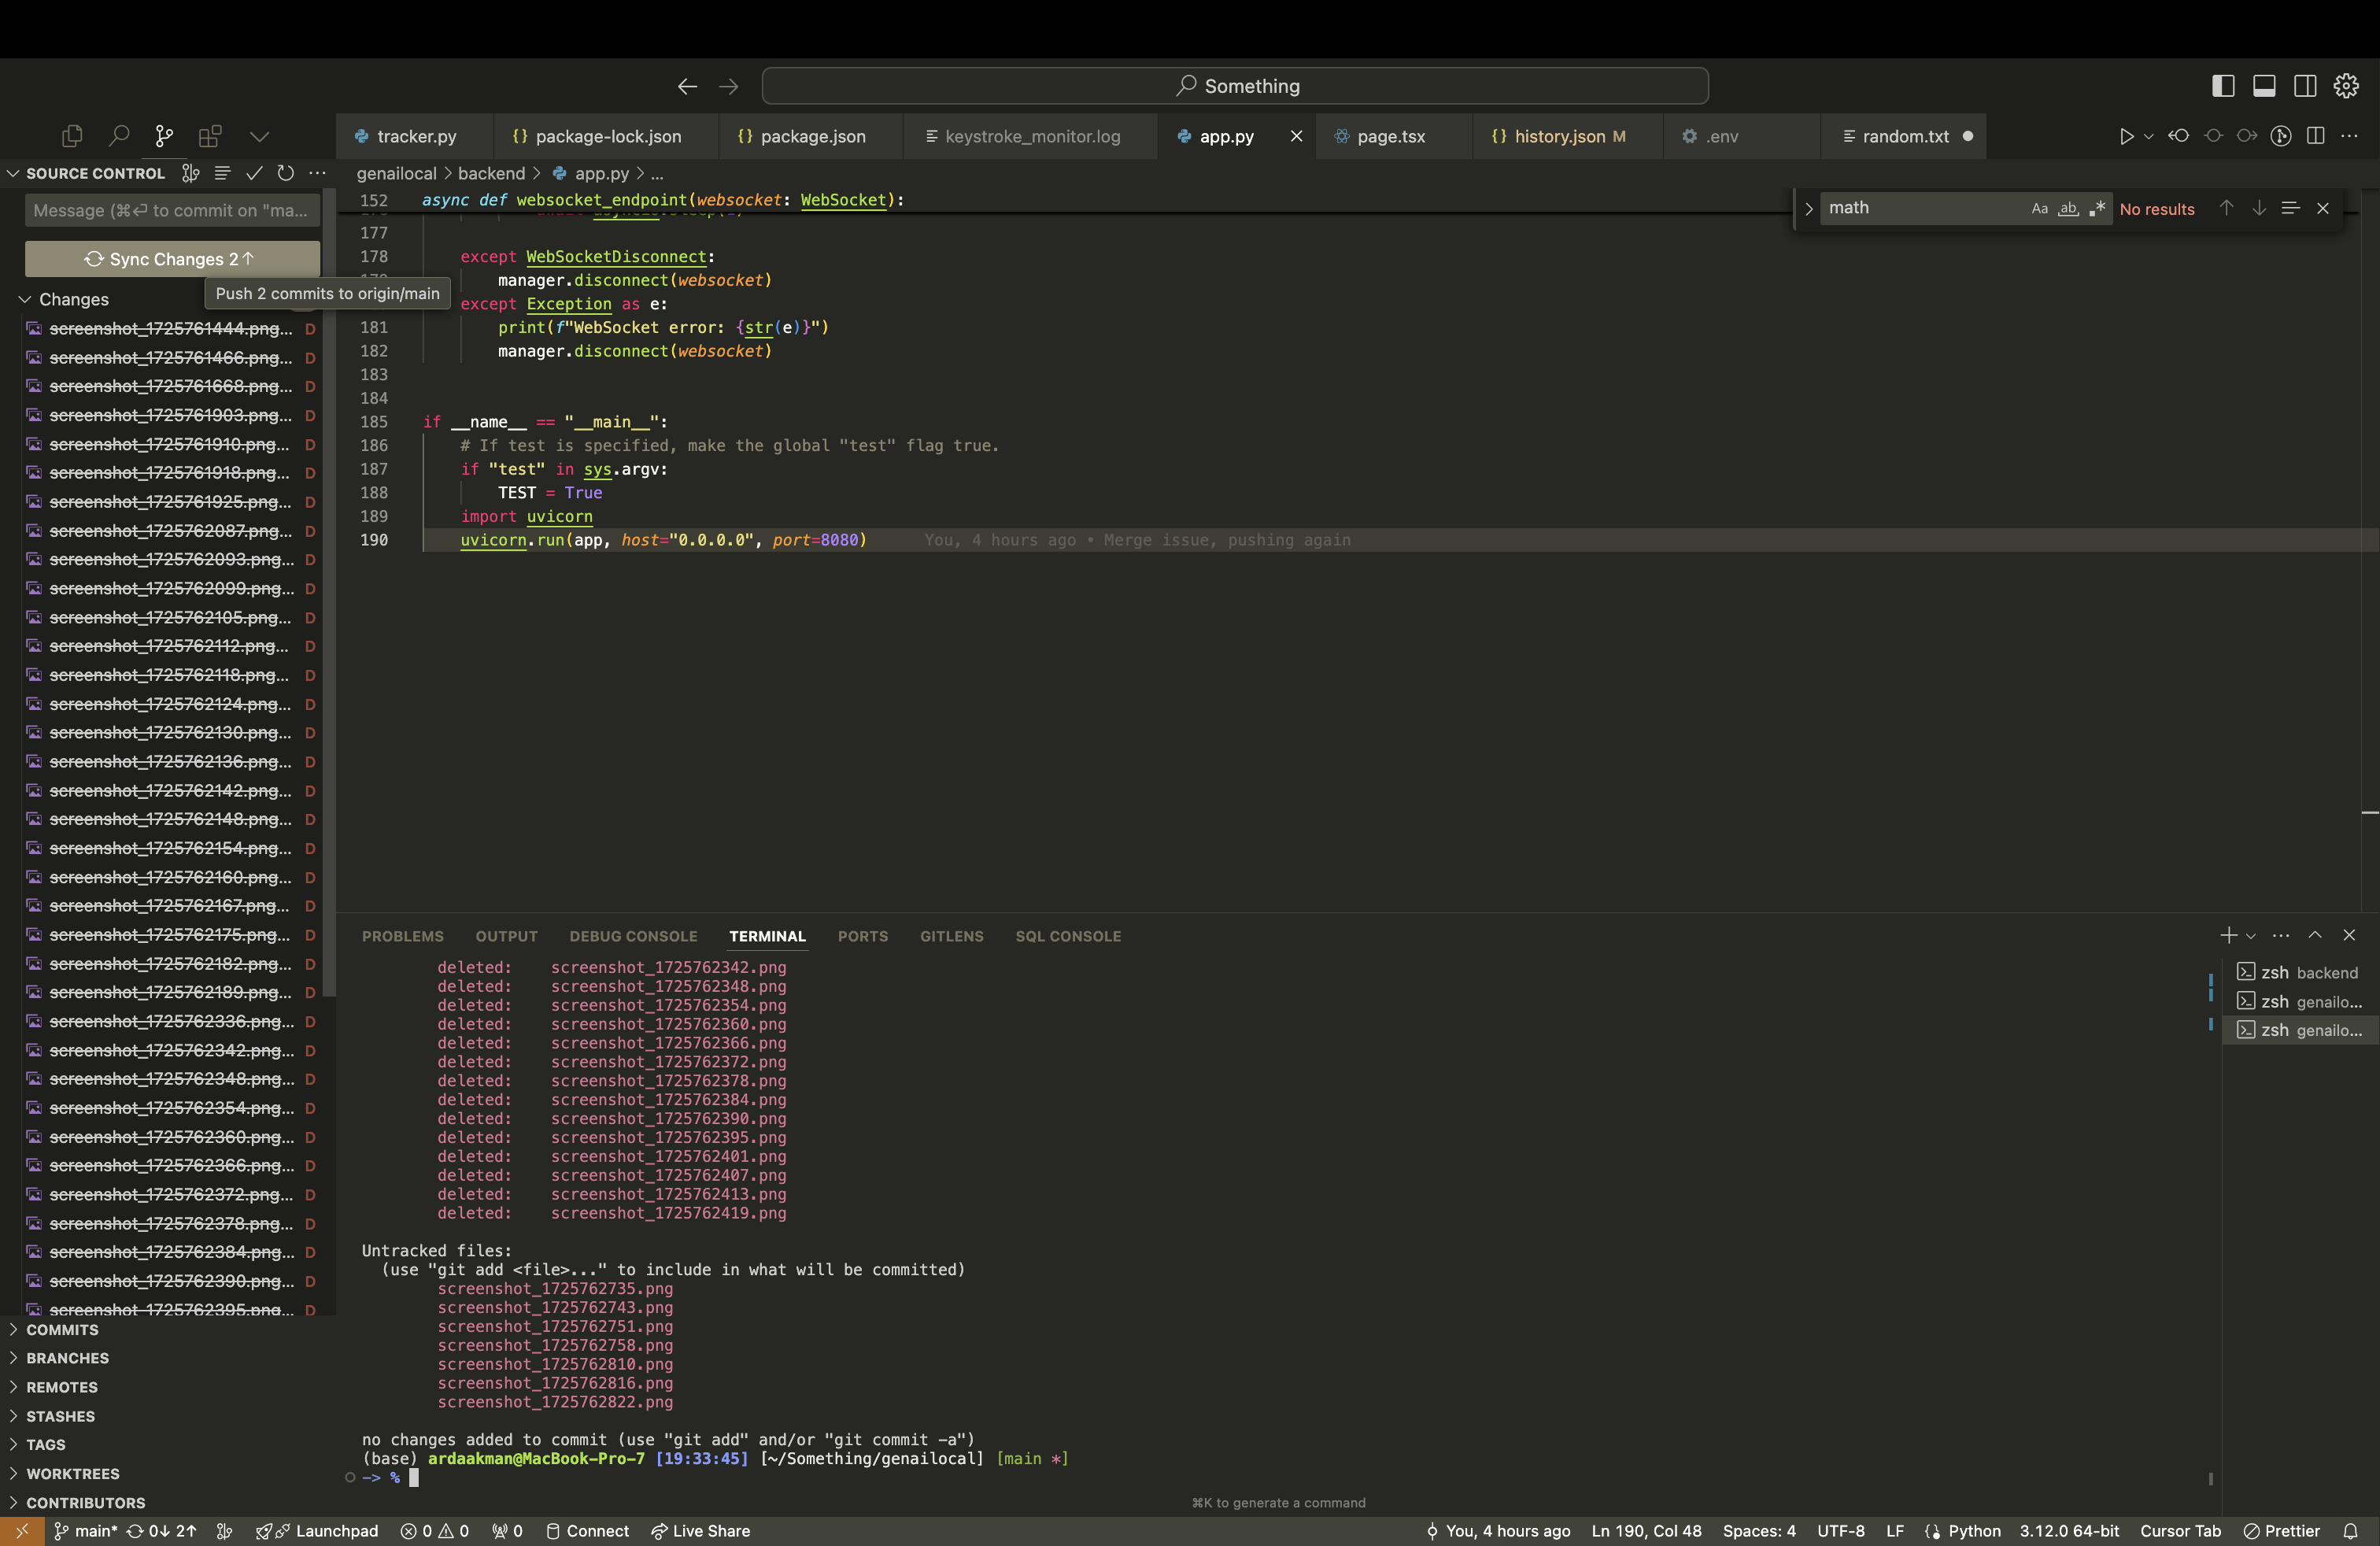 Something
tracker.py
package-lock.json
package.json
keystroke_monitor.log
app.py
page.tsx
history.json M
.env
random.txt
SOURCE CONTROL
genailocal > backend > app.py > ...
Message (⌘⏎ to commit on "ma...
Sync Changes 2↑
Push 2 commits to origin/main
Changes
screenshot_1725761444.png... D
screenshot_1725761466.png... D
screenshot_1725761668.png... D
screenshot_1725761903.png... D
screenshot_1725761910.png... D
screenshot_1725761918.png... D
screenshot_1725761925.png... D
screenshot_1725762087.png... D
screenshot_1725762093.png... D
screenshot_1725762099.png... D
screenshot_1725762105.png... D
screenshot_1725762112.png... D
screenshot_1725762118.png... D
screenshot_1725762124.png... D
screenshot_1725762130.png... D
screenshot_1725762136.png... D
screenshot_1725762142.png... D
screenshot_1725762148.png... D
screenshot_1725762154.png... D
screenshot_1725762160.png... D
screenshot_1725762167.png... D
screenshot_1725762175.png... D
screenshot_1725762182.png... D
screenshot_1725762189.png... D
screenshot_1725762336.png... D
screenshot_1725762342.png... D
screenshot_1725762348.png... D
screenshot_1725762354.png... D
screenshot_1725762360.png... D
screenshot_1725762366.png... D
screenshot_1725762372.png... D
screenshot_1725762378.png... D
screenshot_1725762384.png... D
screenshot_1725762390.png... D
screenshot_1725762395.png... D
COMMITS
BRANCHES
REMOTES
STASHES
TAGS
WORKTREES
CONTRIBUTORS
152 async def websocket_endpoint(websocket: WebSocket):
177
178 except WebSocketDisconnect:
manager.disconnect(websocket)
except Exception as e:
181 print(f"WebSocket error: {str(e)}")
182 manager.disconnect(websocket)
183
184
185 if __name__ == "__main__":
186 # If test is specified, make the global "test" flag true.
187 if "test" in sys.argv:
188 TEST = True
189 import uvicorn
190 uvicorn.run(app, host="0.0.0.0", port=8080) You, 4 hours ago • Merge issue, pushing again
math Aa ab .* No results
PROBLEMS OUTPUT DEBUG CONSOLE TERMINAL PORTS GITLENS SQL CONSOLE
deleted: screenshot_1725762342.png
deleted: screenshot_1725762348.png
deleted: screenshot_1725762354.png
deleted: screenshot_1725762360.png
deleted: screenshot_1725762366.png
deleted: screenshot_1725762372.png
deleted: screenshot_1725762378.png
deleted: screenshot_1725762384.png
deleted: screenshot_1725762390.png
deleted: screenshot_1725762395.png
deleted: screenshot_1725762401.png
deleted: screenshot_1725762407.png
deleted: screenshot_1725762413.png
deleted: screenshot_1725762419.png
Untracked files:
(use "git add <file>..." to include in what will be committed)
screenshot_1725762735.png
screenshot_1725762743.png
screenshot_1725762751.png
screenshot_1725762758.png
screenshot_1725762810.png
screenshot_1725762816.png
screenshot_1725762822.png
no changes added to commit (use "git add" and/or "git commit -a")
(base) ardaakman@MacBook-Pro-7 [19:33:45] [~/Something/genailocal] [main *]
-> %
⌘K to generate a command
zsh backend
zsh genailo...
zsh genailo...
main* 0↓ 2↑ Launchpad 0 0 0 Connect Live Share You, 4 hours ago Ln 190, Col 48 Spaces: 4 UTF-8 LF Python 3.12.0 64-bit Cursor Tab Prettier